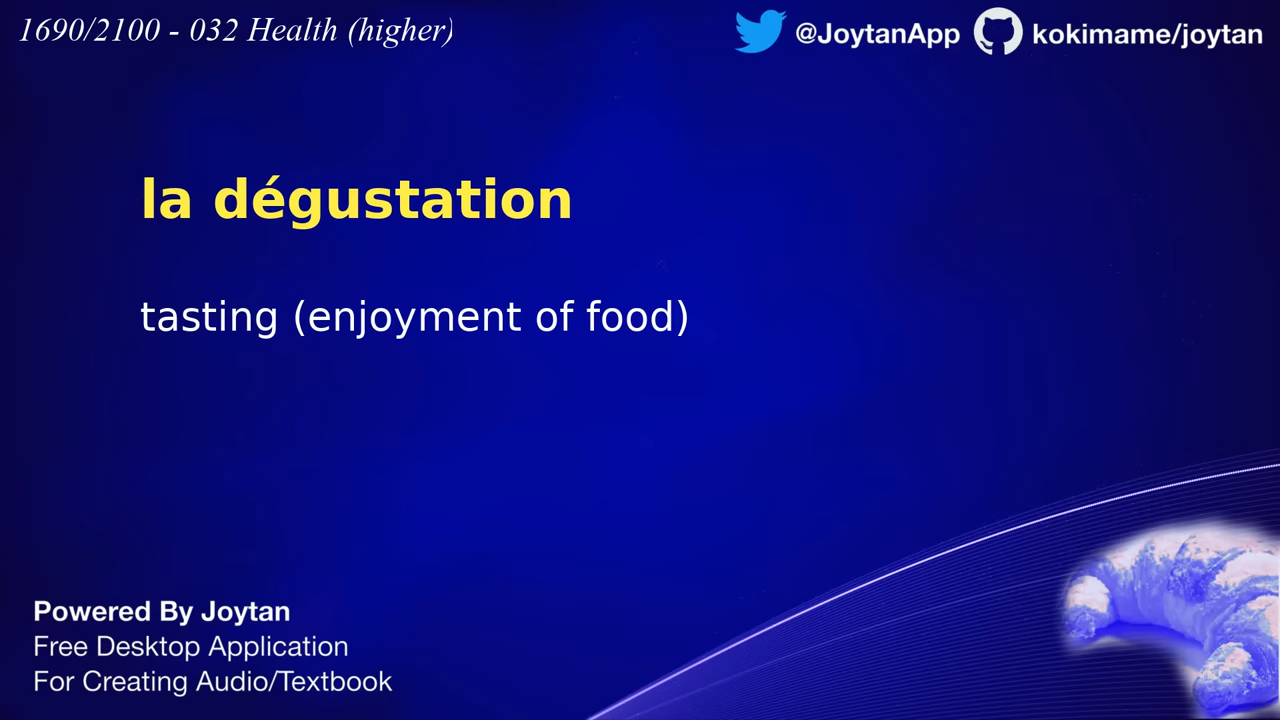 1690/2100 - 032 Health (higher)
@JoytanApp
kokimame/joytan
la dégustation
tasting (enjoyment of food)
Powered By Joytan
Free Desktop Application
For Creating Audio/Textbook